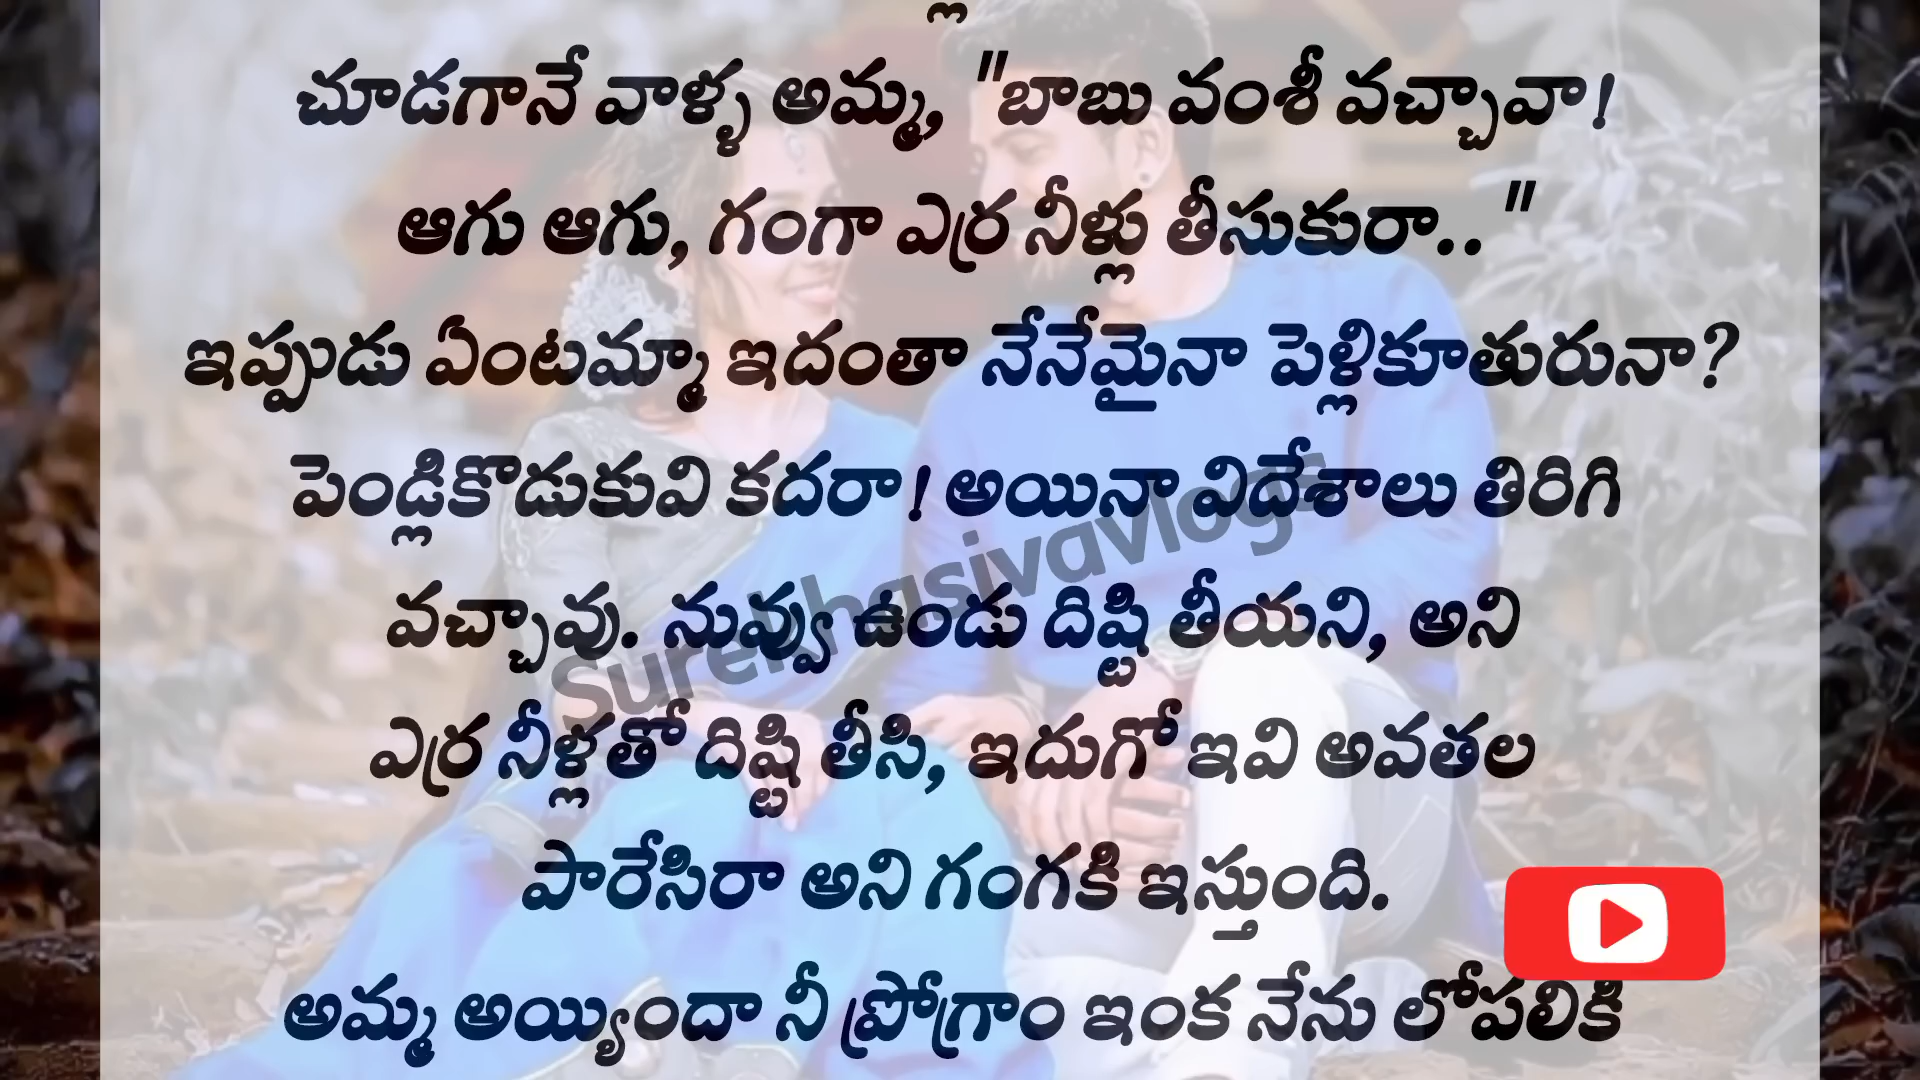 చూడగానే వాళ్ళ అమ్మ, "బాబు వంశీ వచ్చావా!
ఆగు ఆగు, గంగా ఎర్ర నీళ్లు తీసుకురా.. "
ఇప్పుడు ఏంటమ్మా ఇదంతా నేనేమైనా పెళ్లికూతురునా?
పెండ్లికొడుకువి కదరా! అయినా విదేశాలు తిరిగి
వచ్చావు. నువ్వు ఉండు దిష్టి తీయని, అని
Surekhasivavlogs
ఎర్ర నీళ్లతో దిష్టి తీసి, ఇదుగో ఇవి అవతల
పారేసిరా అని గంగకి ఇస్తుంది.
అమ్మ అయ్యిందా నీ ప్రోగ్రాం ఇంక నేను లోపలికి